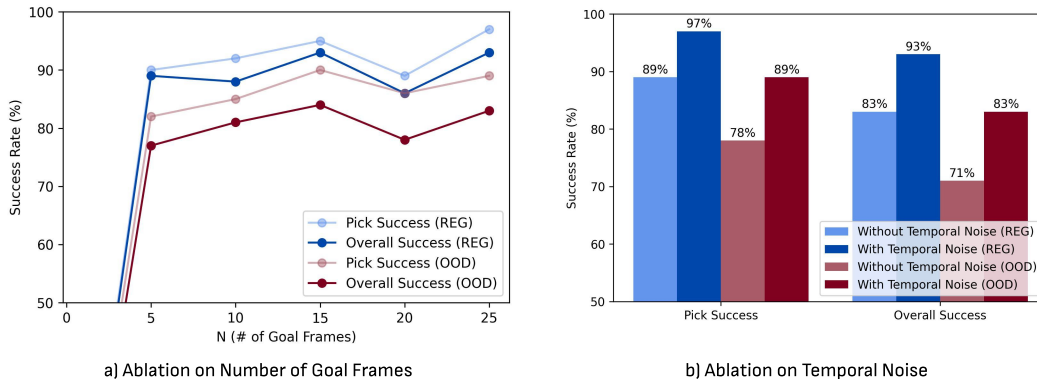 100
90
80
70
60
50
Success Rate (%)
0 5 10 15 20 25
N (# of Goal Frames)
Pick Success (REG)
Overall Success (REG)
Pick Success (OOD)
Overall Success (OOD)
a) Ablation on Number of Goal Frames
100
90
80
70
60
50
Success Rate (%)
89% 97% 78% 89% 83% 93% 71% 83%
Without Temporal Noise (REG)
With Temporal Noise (REG)
Without Temporal Noise (OOD)
With Temporal Noise (OOD)
Pick Success Overall Success
b) Ablation on Temporal Noise